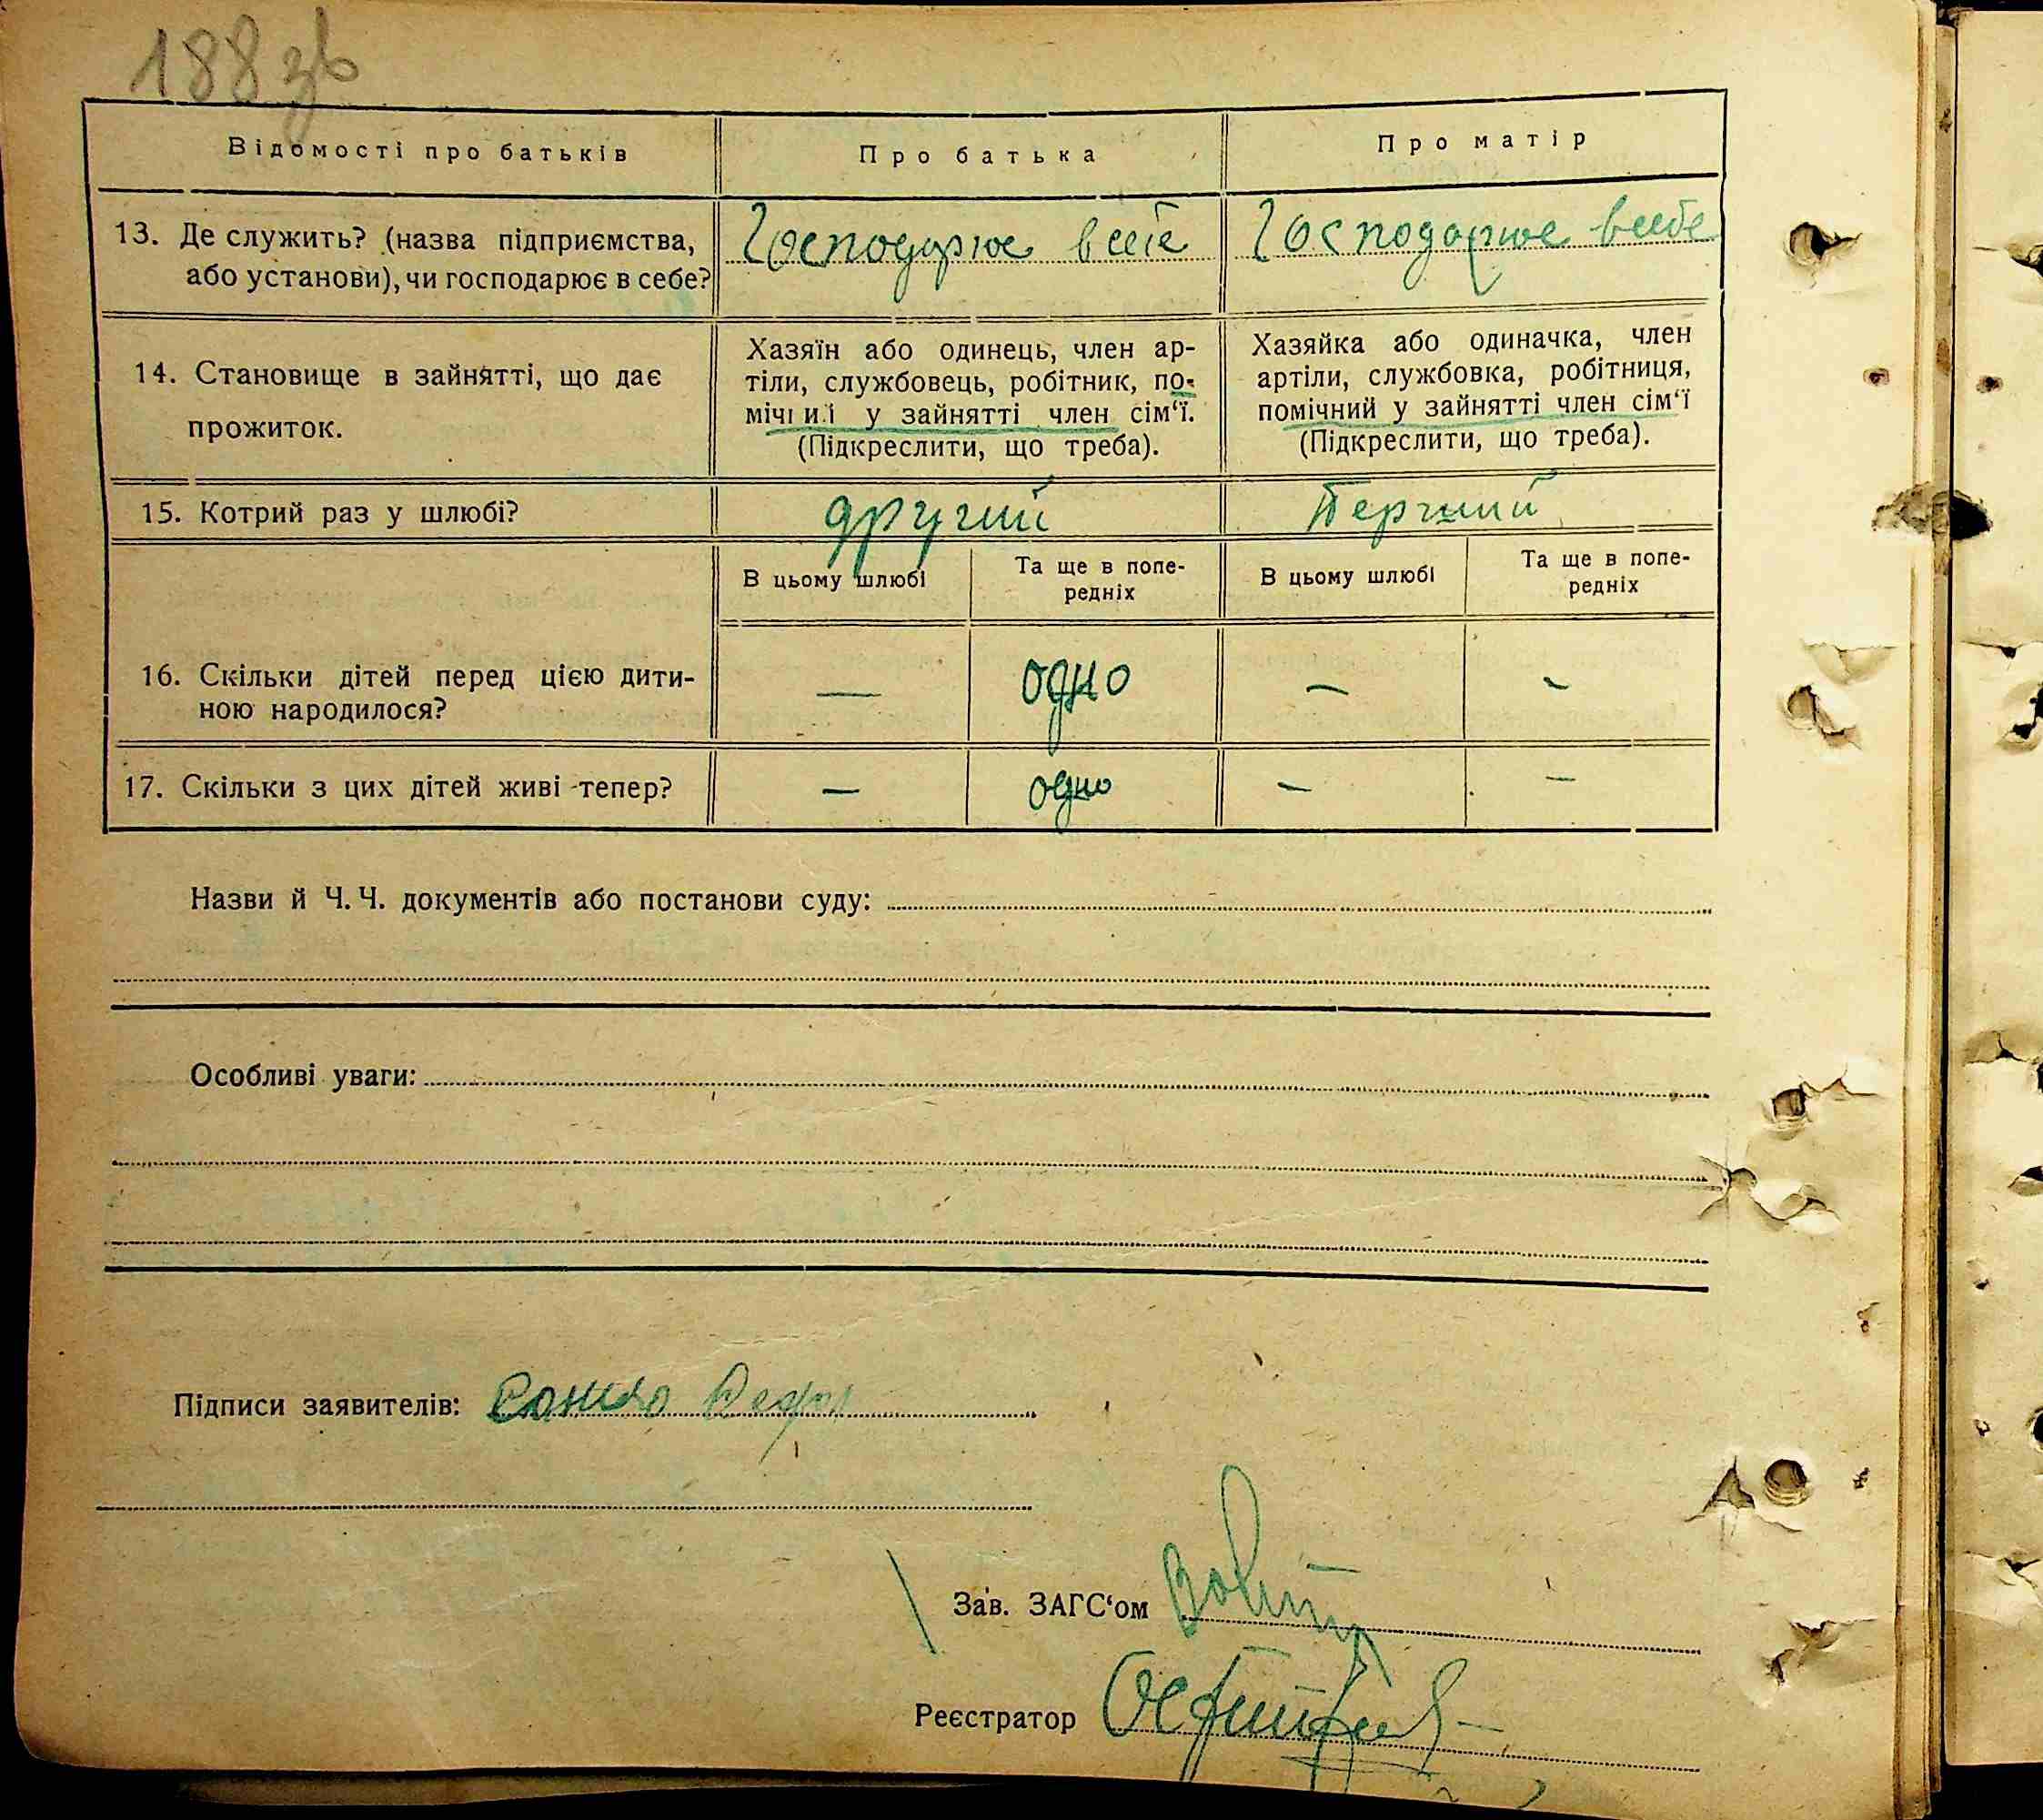 188 зв
Відомості про батьків
Про батька
Про матір
13. Де служить? (назва підприємства,
або установи), чи господарює в себе?
Господарює в себе
Господарює в себе
14. Становище в зайнятті, що дає
прожиток.
Хазяїн або одинець, член ар-
тіли, службовець, робітник, по-
мічний у зайнятті член сім‘ї.
(Підкреслити, що треба).
Хазяйка або одиначка, член
артіли, службовка, робітниця,
помічний у зайнятті член сім‘ї
(Підкреслити, що треба).
15. Котрий раз у шлюбі?
другий
Перший
В цьому шлюбі
Та ще в попе-
редніх
В цьому шлюбі
Та ще в попе-
редніх
16. Скільки дітей перед цією дити-
ною народилося?
— одно — -
17. Скільки з цих дітей живі тепер?
— одно — —
Назви й Ч. Ч. документів або постанови суду:
Особливі уваги:
Підписи заявителів:
Зав. ЗАГС‘ом
Реєстратор